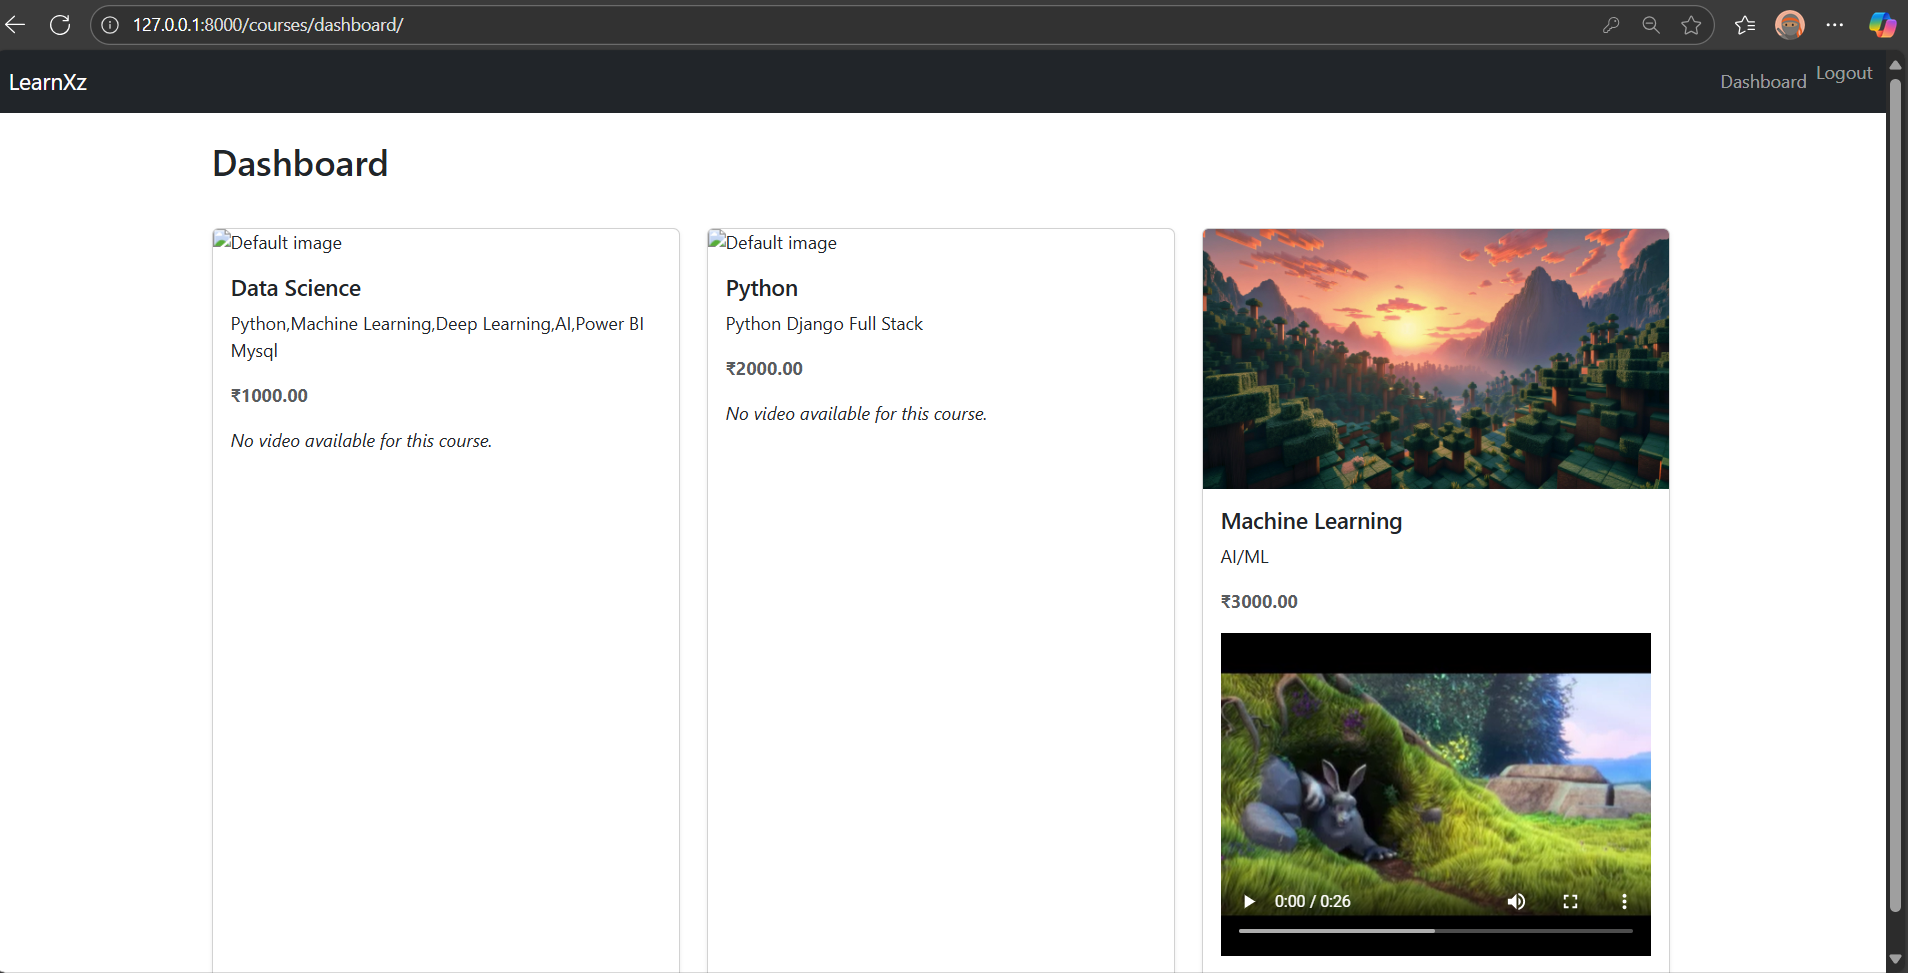 127.0.0.1:8000/courses/dashboard/
LearnXz
Dashboard
Logout
Dashboard
Default image
Data Science
Python,Machine Learning,Deep Learning,AI,Power BI
Mysql
₹1000.00
No video available for this course.
Default image
Python
Python Django Full Stack
₹2000.00
No video available for this course.
Machine Learning
AI/ML
₹3000.00
0:00 / 0:26